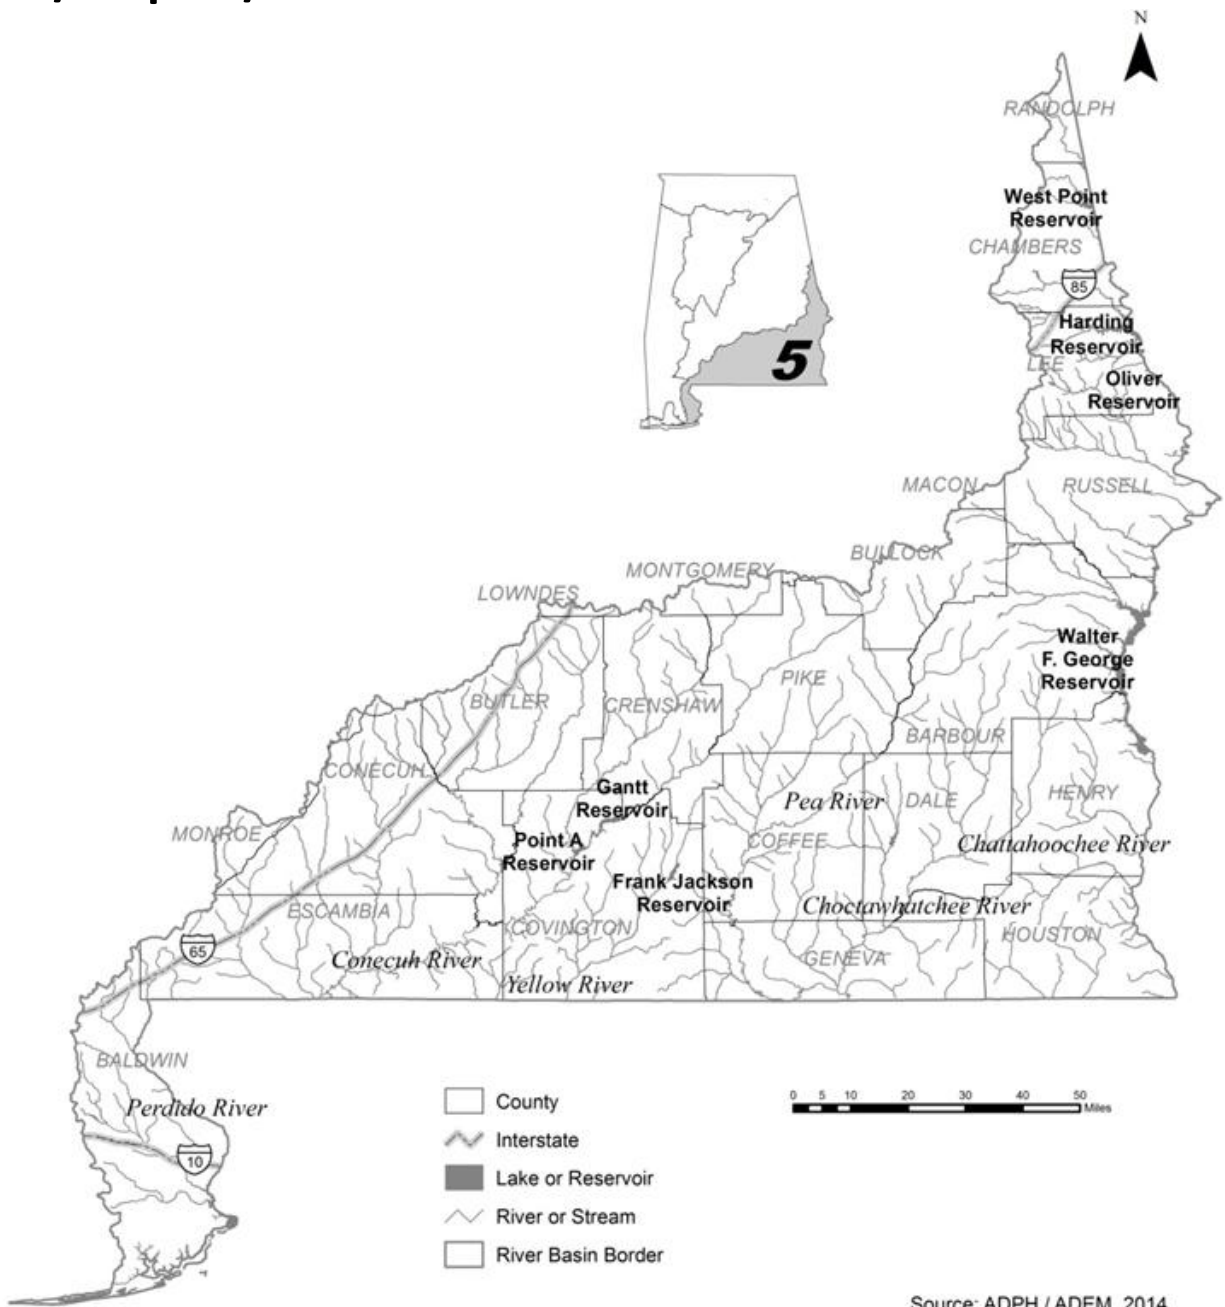 N
RANDOLPH
West Point
Reservoir
CHAMBERS
85
Harding
Reservoir
LEE
Oliver
Reservoir
5
MACON
RUSSELL
BULLOCK
MONTGOMERY
LOWNDES
Walter
F. George
Reservoir
PIKE
BUTLER
CRENSHAW
BARBOUR
CONECUH
Gantt
Reservoir
Pea River
DALE
HENRY
MONROE
Point A
Reservoir
COFFEE
Chattahoochee River
Frank Jackson
Reservoir
Choctawhatchee River
ESCAMBIA
COVINGTON
HOUSTON
65
Conecuh River
GENEVA
Yellow River
BALDWIN
Perdido River
10
County
Interstate
Lake or Reservoir
River or Stream
River Basin Border
0 5 10 20 30 40 50
Miles
Source: ADPH / ADEM, 2014